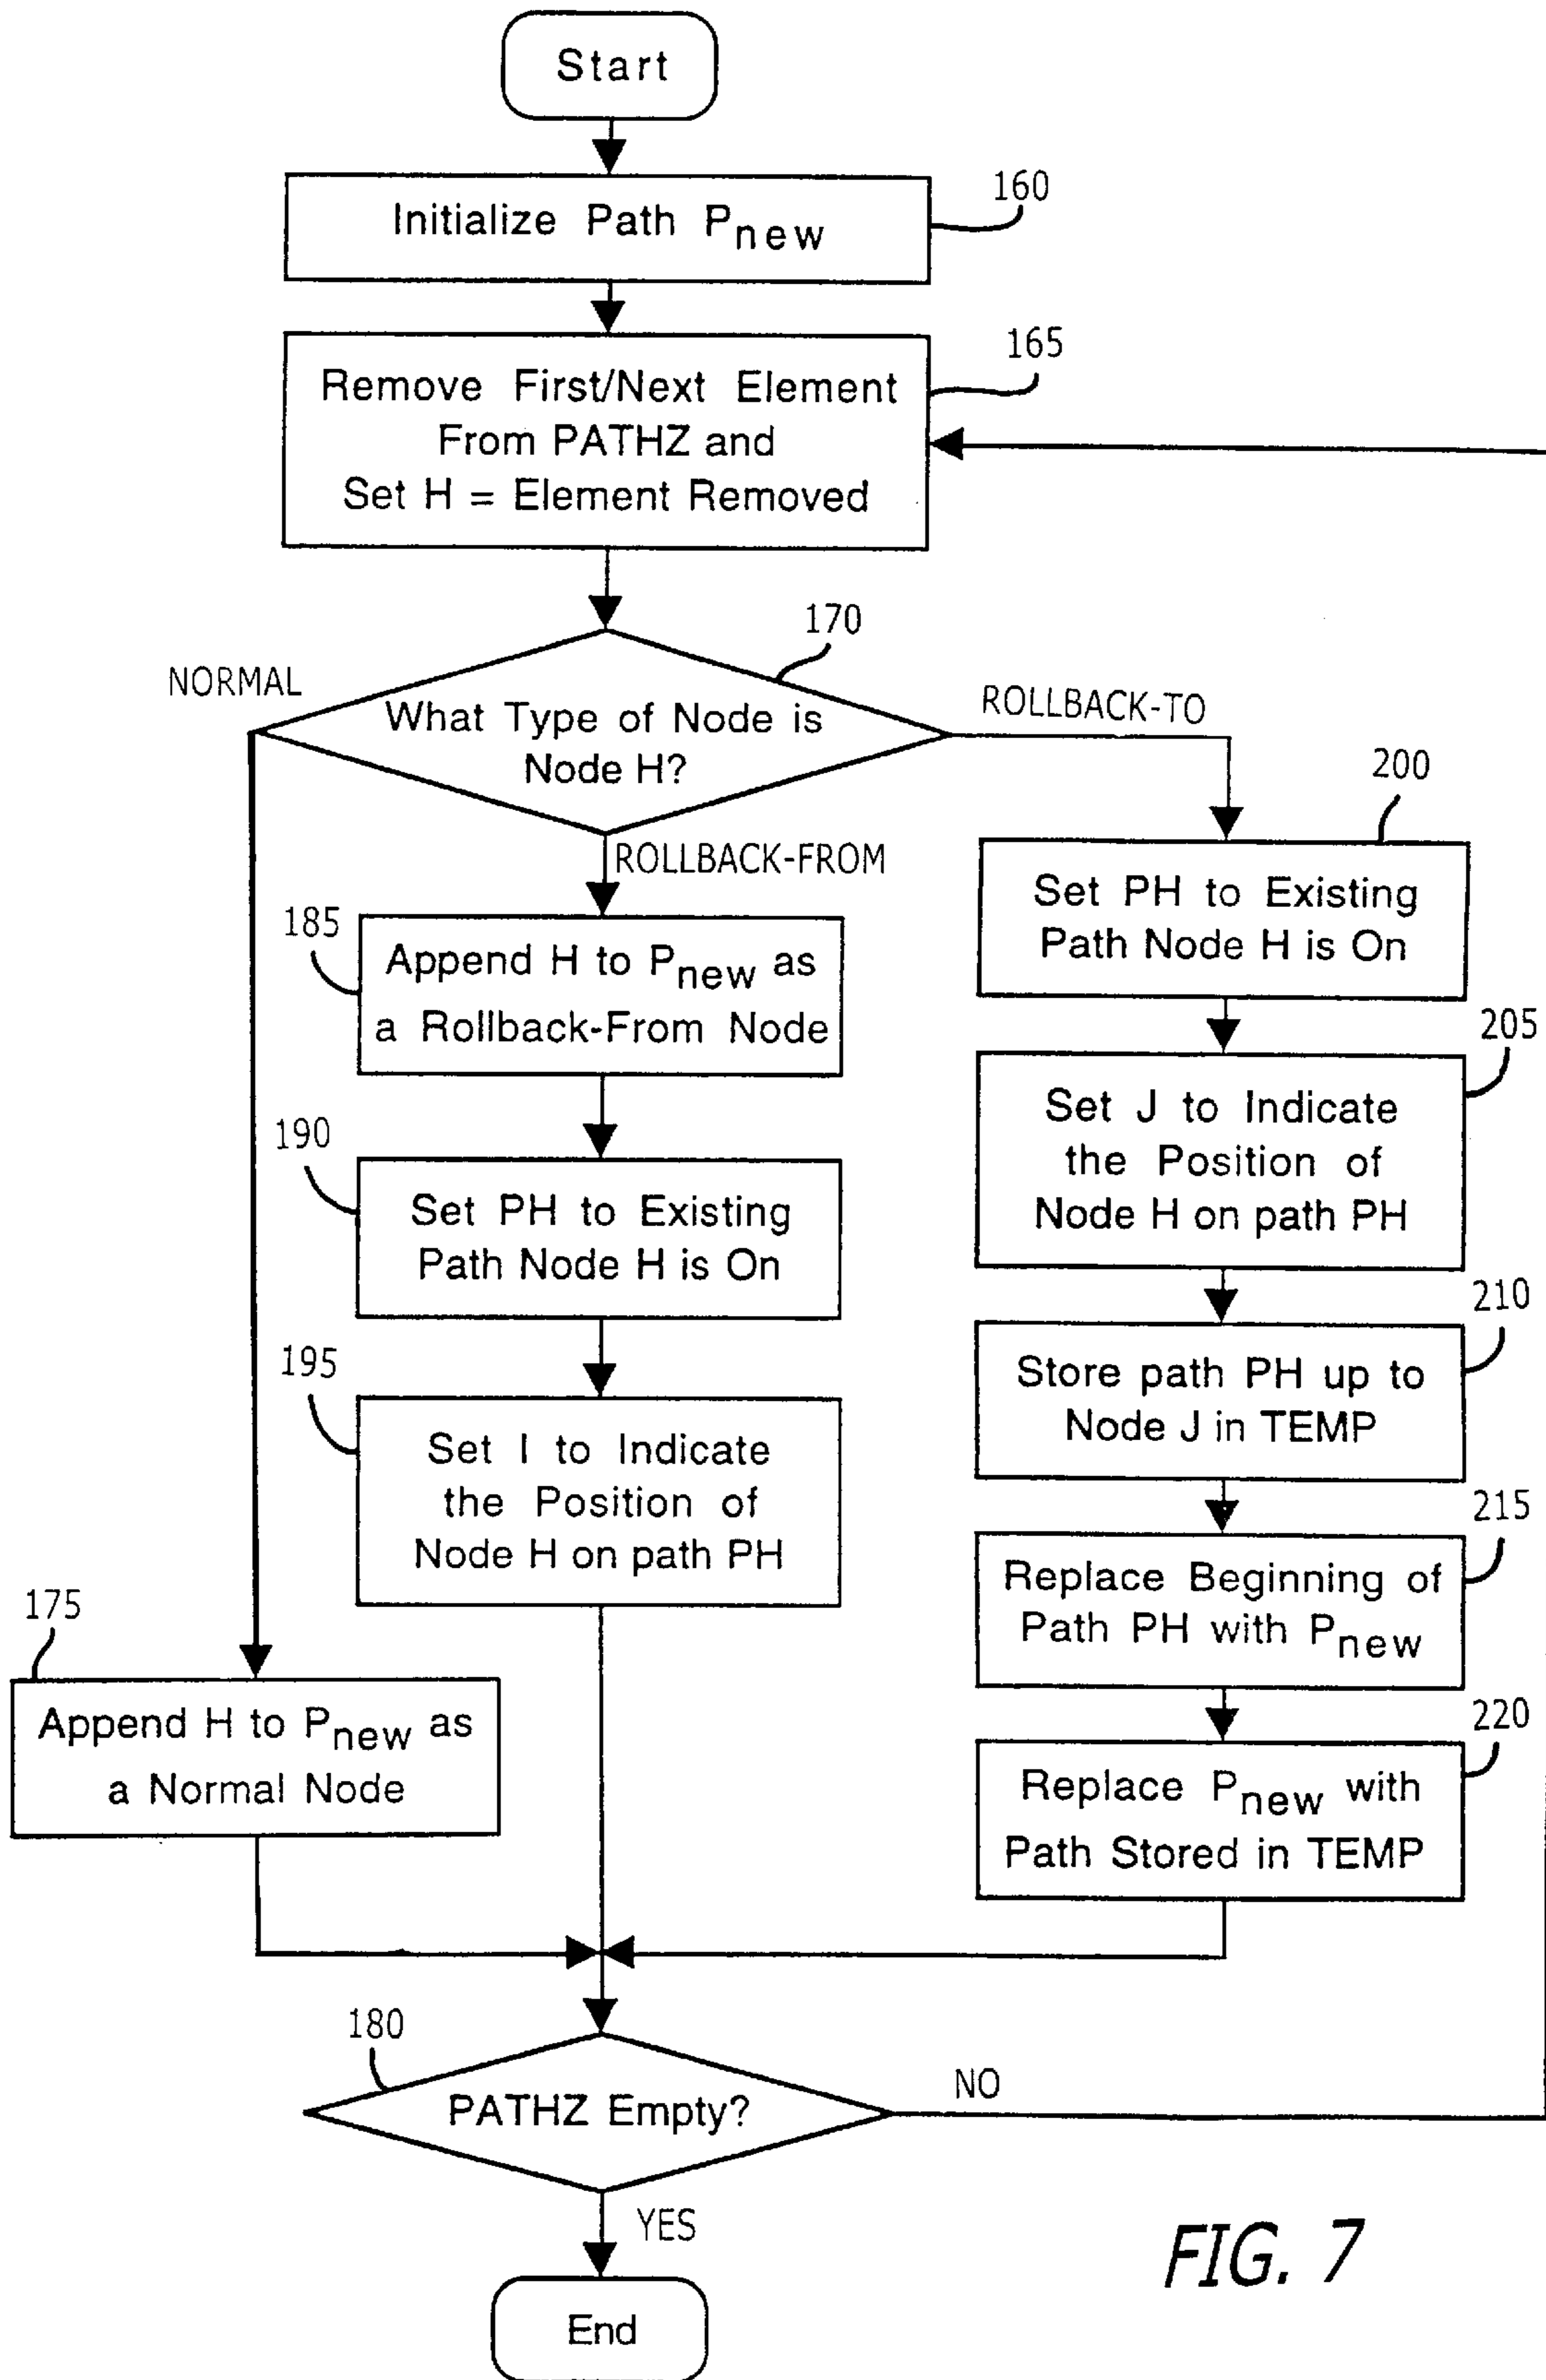 Start
160
Initialize Path Pnew
165
Remove First/Next Element
From PATHZ and
Set H = Element Removed
170
NORMAL
ROLLBACK-TO
What Type of Node is
Node H?
ROLLBACK-FROM
200
Set PH to Existing
Path Node H is On
185
Append H to Pnew as
a Rollback-From Node
205
Set J to Indicate
the Position of
Node H on path PH
190
Set PH to Existing
Path Node H is On
210
Store path PH up to
Node J in TEMP
195
Set I to Indicate
the Position of
Node H on path PH
215
Replace Beginning of
Path PH with Pnew
175
Append H to Pnew as
a Normal Node
220
Replace Pnew with
Path Stored in TEMP
180
PATHZ Empty?
NO
YES
End
FIG. 7